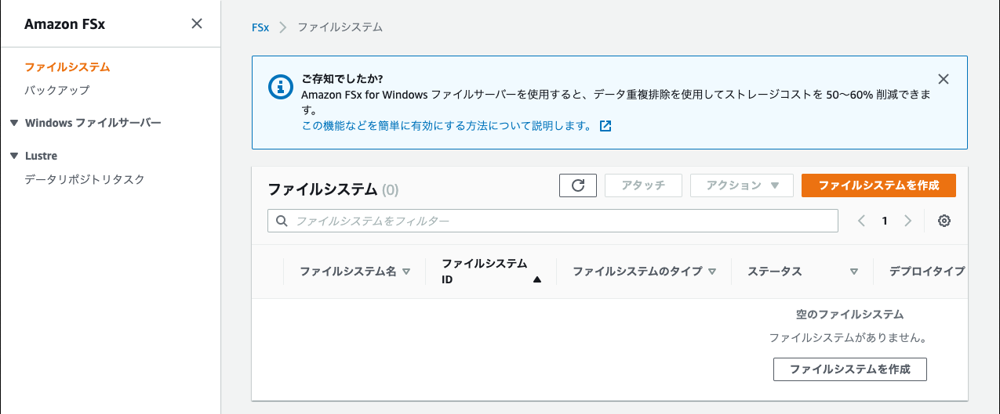 Amazon FSx
ファイルシステム
バックアップ
Windows ファイルサーバー
Lustre
データリポジトリタスク
FSx
ファイルシステム
ご存知でしたか?
Amazon FSx for Windows ファイルサーバーを使用すると、データ重複排除を使用してストレージコストを 50〜60% 削減できま
す。
この機能などを簡単に有効にする方法について説明します。
ファイルシステム (0)
アタッチ
アクション
ファイルシステムを作成
ファイルシステムをフィルター
1
ファイルシステム名
ファイルシステム
ID
ファイルシステムのタイプ
ステータス
デプロイタイプ
空のファイルシステム
ファイルシステムがありません。
ファイルシステムを作成